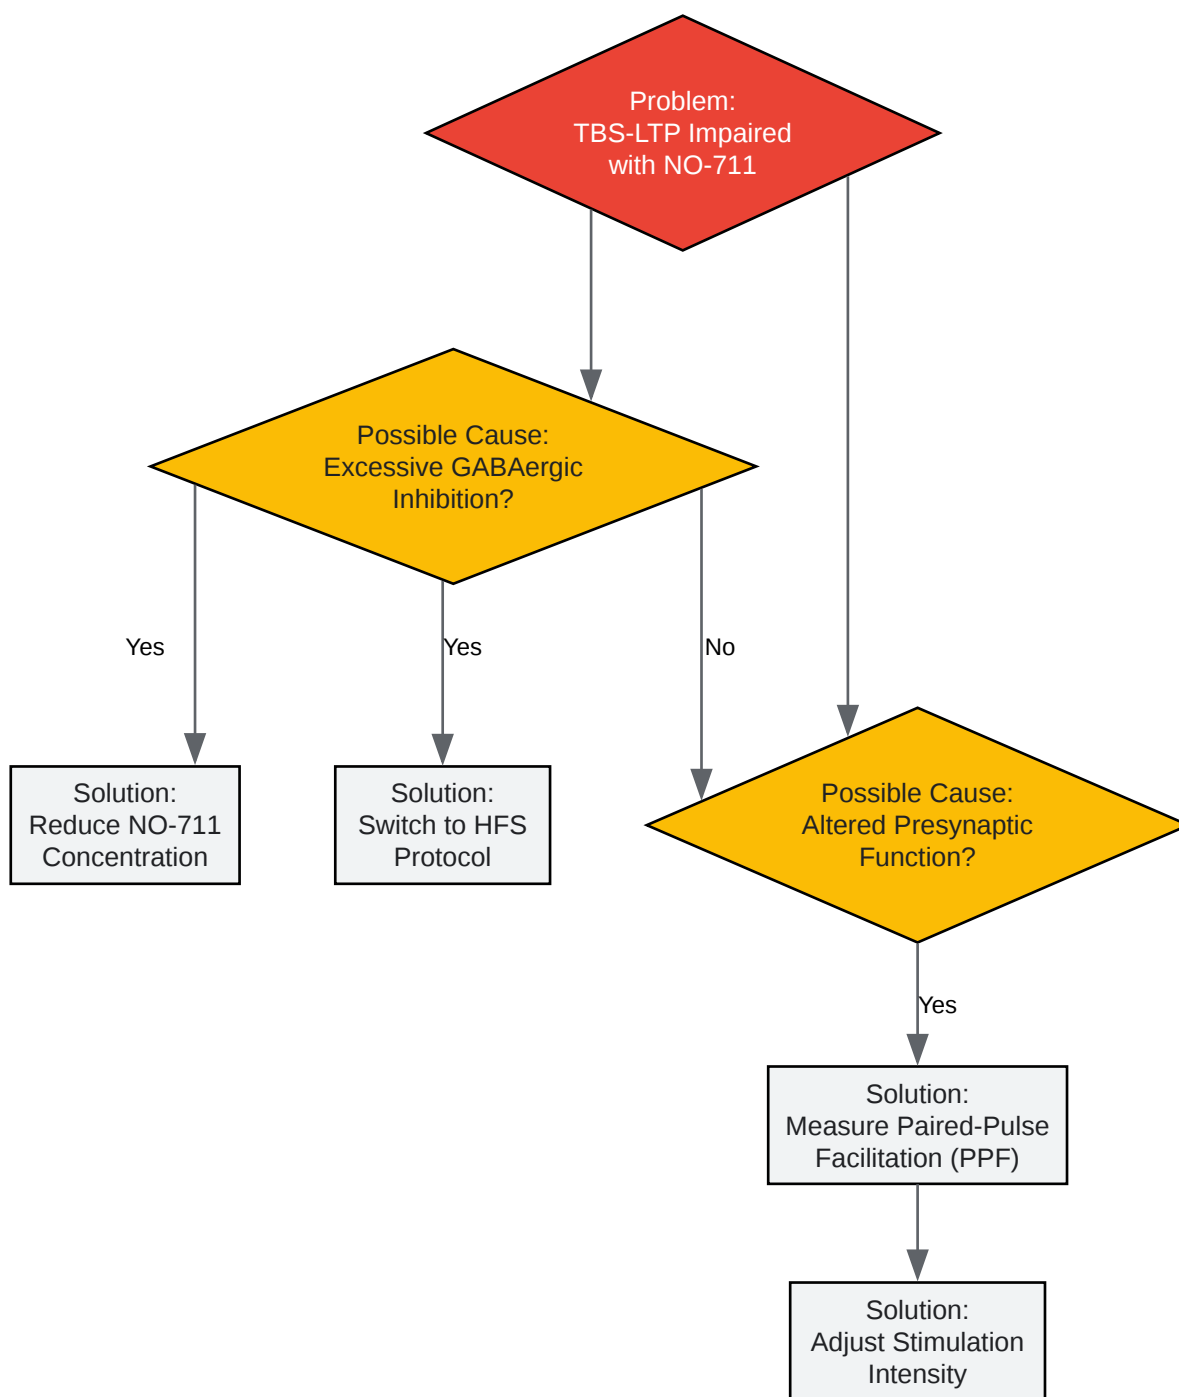 Problem:
TBS-LTP Impaired
with NO-711
Possible Cause:
Excessive GABAergic
Inhibition?
Yes
Yes
No
Solution:
Reduce NO-711
Concentration
Solution:
Switch to HFS
Protocol
Possible Cause:
Altered Presynaptic
Function?
Yes
Solution:
Measure Paired-Pulse
Facilitation (PPF)
Solution:
Adjust Stimulation
Intensity